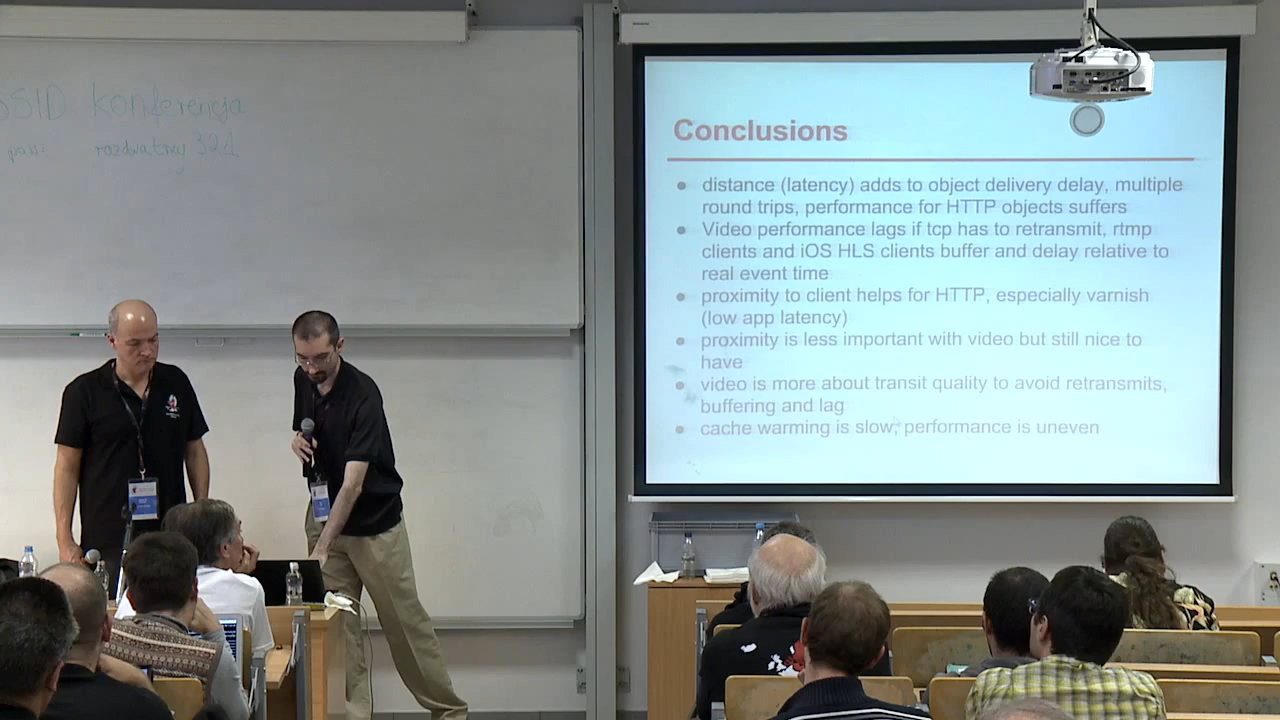 SSID konferencja
rozdwatrzy 321
Conclusions
• distance (latency) adds to object delivery delay, multiple
round trips, performance for HTTP objects suffers
• Video performance lags if tcp has to retransmit, rtmp
clients and iOS HLS clients buffer and delay relative to
real event time
• proximity to client helps for HTTP, especially varnish
(low app latency)
• proximity is less important with video but still nice to
have
• video is more about transit quality to avoid retransmits,
buffering and lag
• cache warming is slow, performance is uneven